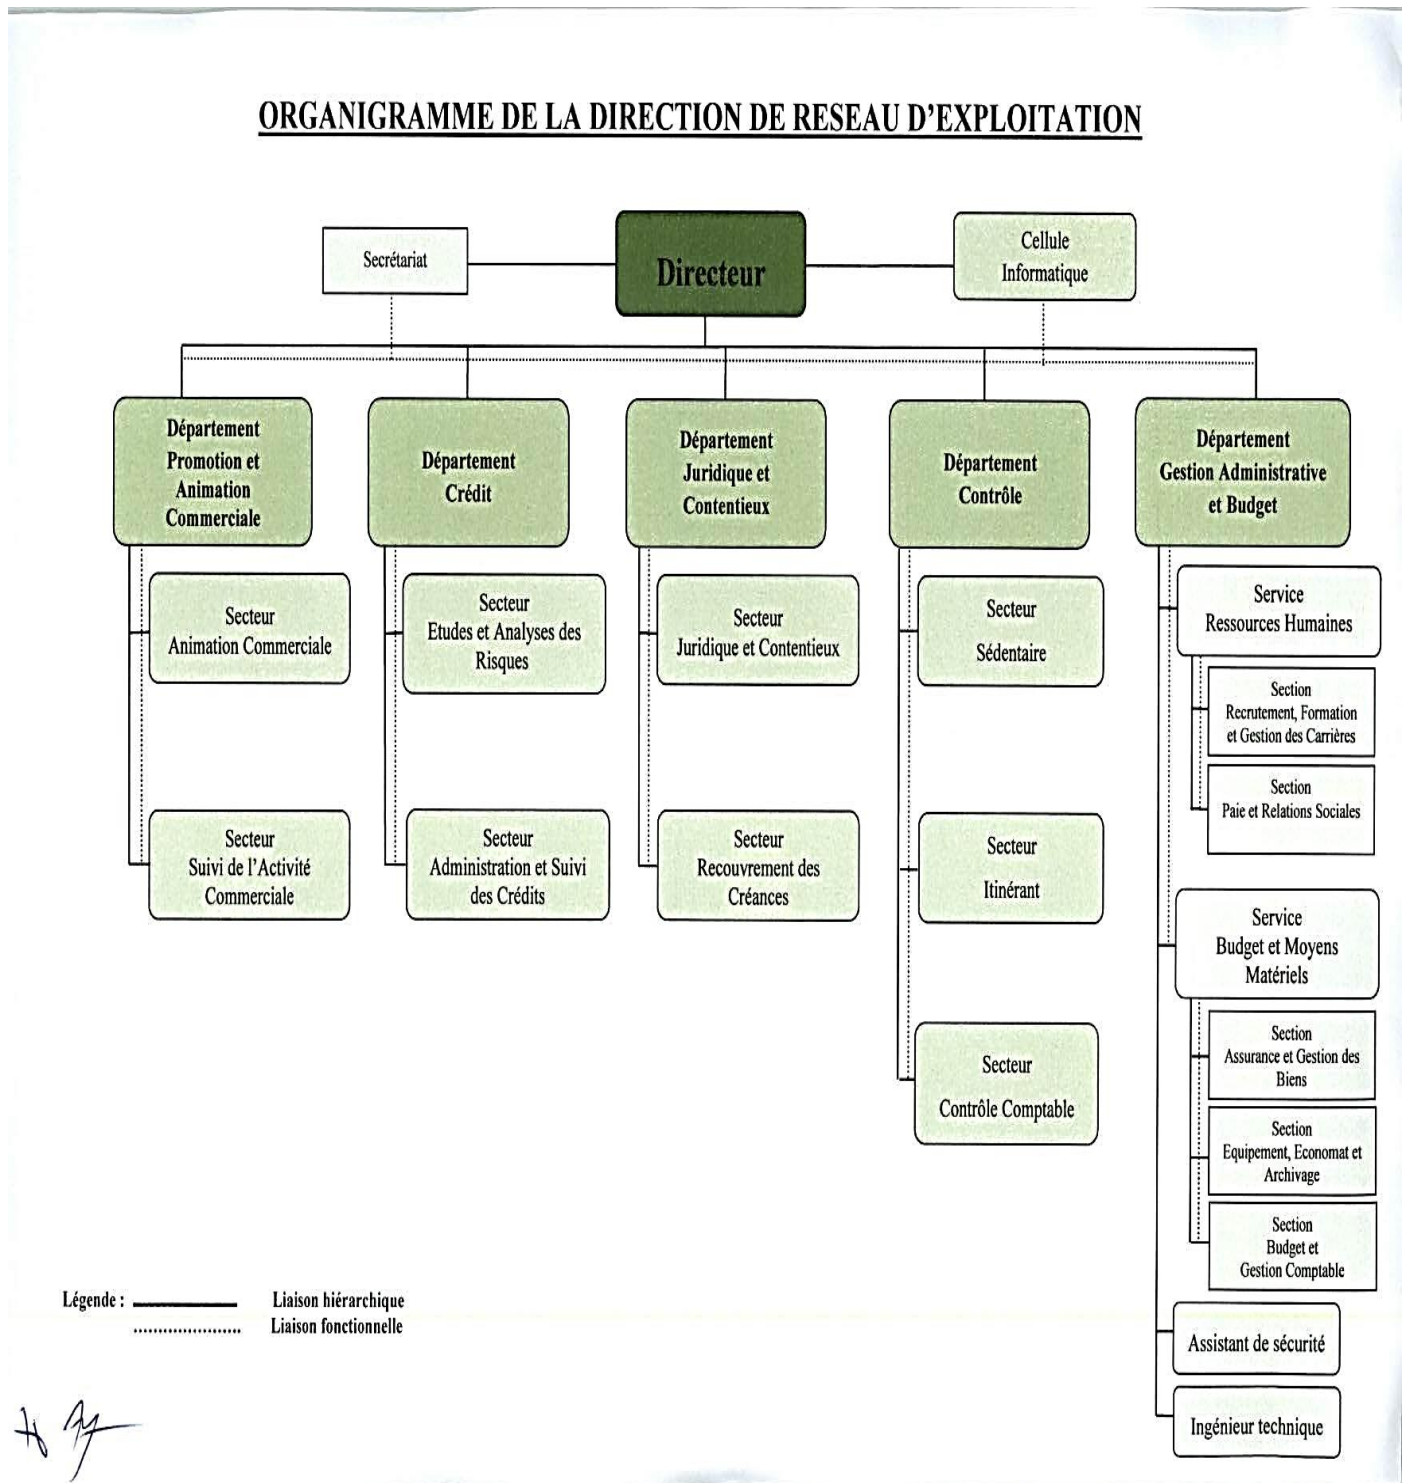 ORGANIGRAMME DE LA DIRECTION DE RESEAU D'EXPLOITATION
Secrétariat
Directeur
Cellule
Informatique
Département
Promotion et
Animation
Commerciale
Département
Crédit
Département
Juridique et
Contentieux
Département
Contrôle
Département
Gestion Administrative
et Budget
Secteur
Animation Commerciale
Secteur
Suivi de l'Activité
Commerciale
Secteur
Etudes et Analyses des
Risques
Secteur
Administration et Suivi
des Crédits
Secteur
Juridique et Contentieux
Secteur
Recouvrement des
Créances
Secteur
Sédentaire
Secteur
Itinérant
Secteur
Contrôle Comptable
Service
Ressources Humaines
Section
Recrutement, Formation
et Gestion des Carrières
Section
Paie et Relations Sociales
Service
Budget et Moyens
Matériels
Section
Assurance et Gestion des
Biens
Section
Equipement, Economat et
Archivage
Section
Budget et
Gestion Comptable
Assistant de sécurité
Ingénieur technique
Légende : Liaison hiérarchique
Liaison fonctionnelle